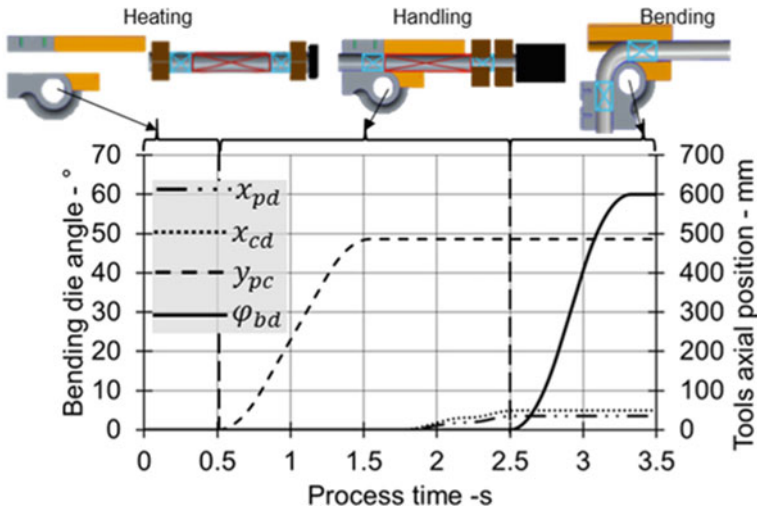 Heating Handling Bending
70 700
60 600
50 500
40 400
30 300
20 200
10 100
0 0
Bending die angle - °
Tools axial position - mm
x_pd
x_cd
y_pc
φ_bd
0 0.5 1 1.5 2 2.5 3 3.5
Process time -s